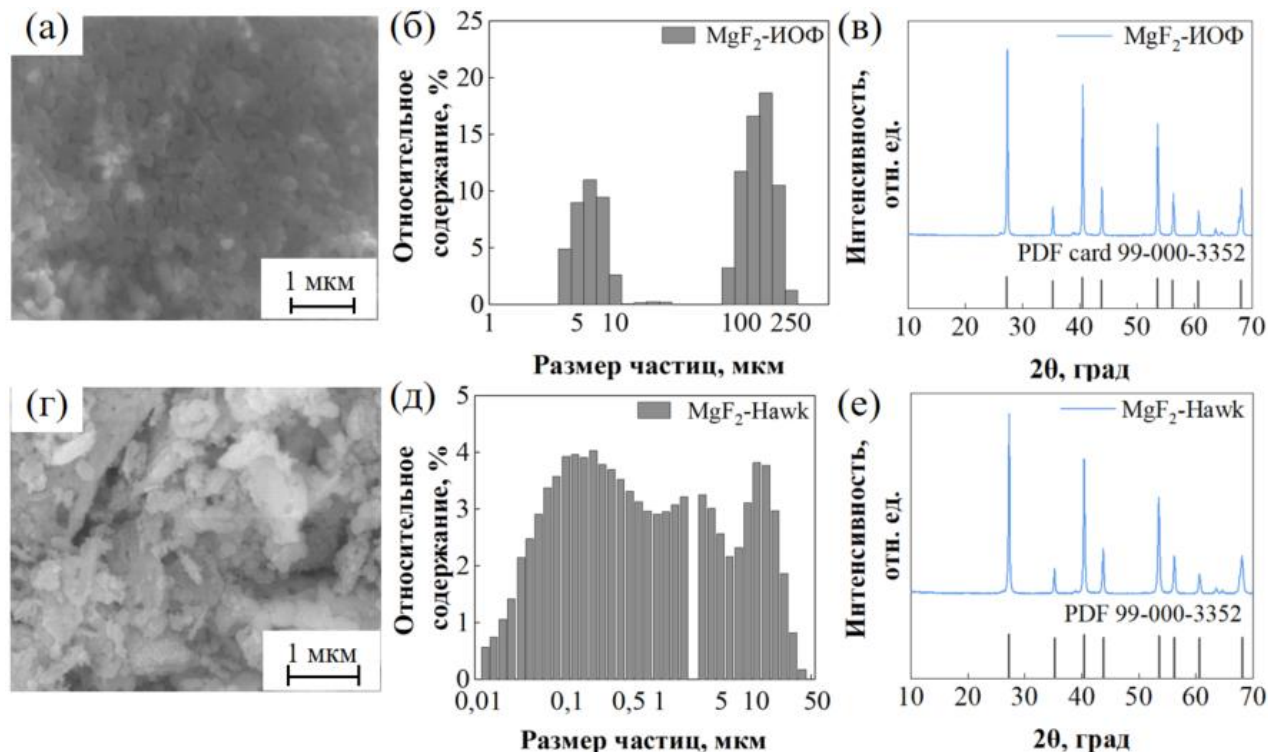 (а)
1 мкм
(б)
Относительное
содержание, %
25
20
15
10
5
0
MgF₂-ИОФ
1 5 10 100 250
Размер частиц, мкм
(в)
Интенсивность,
отн. ед.
MgF₂-ИОФ
PDF card 99-000-3352
10 20 30 40 50 60 70
2θ, град
(г)
1 мкм
(д)
Относительное
содержание, %
5
4
3
2
1%
0
MgF₂-Hawk
0,01 0,1 0,5 1 5 10 50
Размер частиц, мкм
(е)
Интенсивность,
отн. ед.
MgF₂-Hawk
PDF 99-000-3352
10 20 30 40 50 60 70
2θ, град